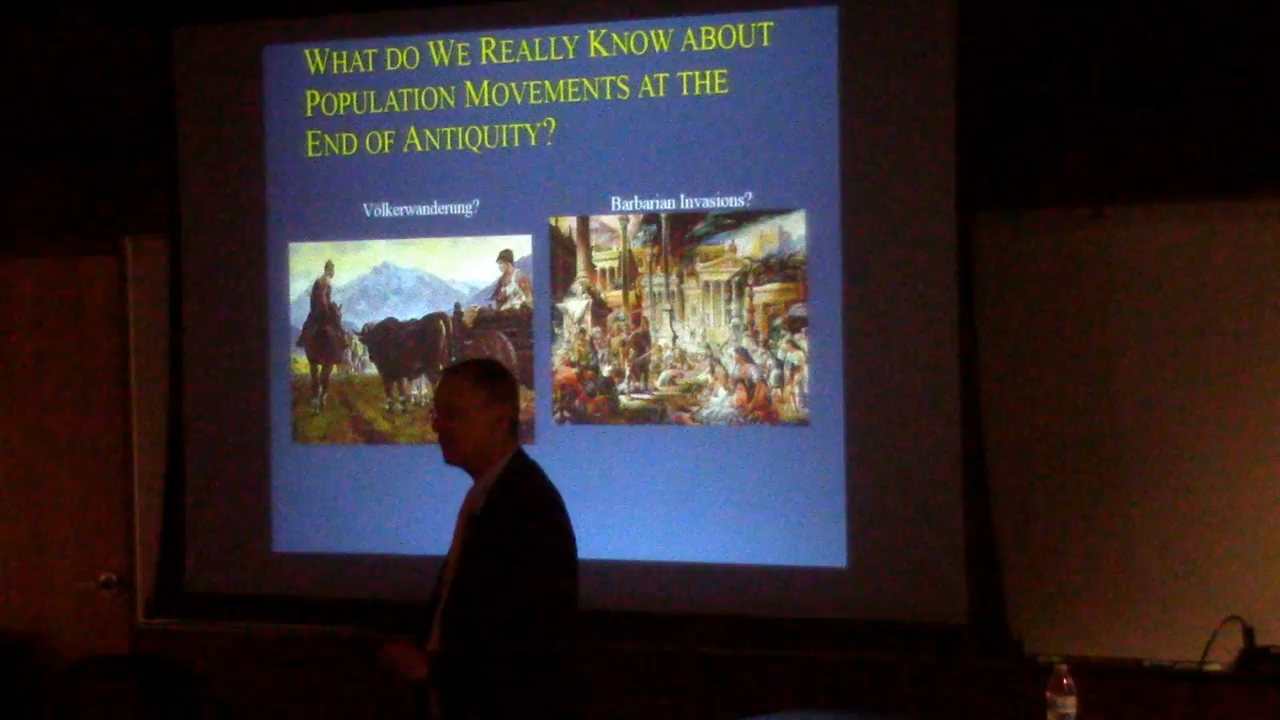 WHAT DO WE REALLY KNOW ABOUT
POPULATION MOVEMENTS AT THE
END OF ANTIQUITY?
Völkerwanderung?
Barbarian Invasions?